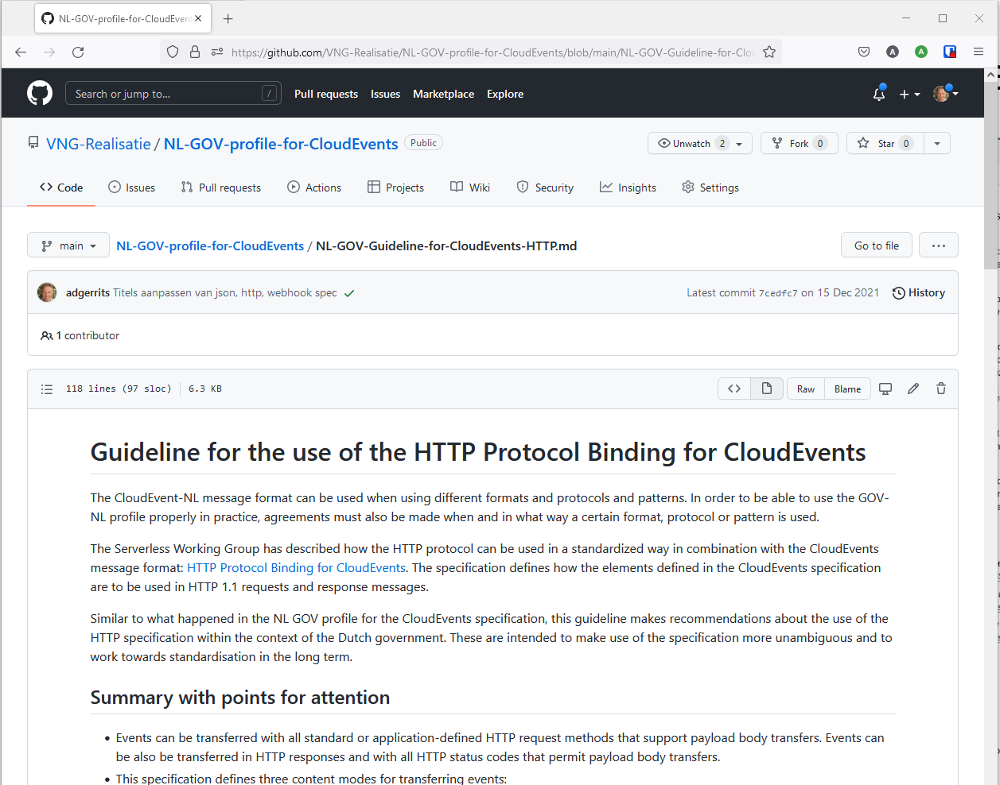 NL-GOV-profile-for-CloudEvent
https://github.com/VNG-Realisatie/NL-GOV-profile-for-CloudEvents/blob/main/NL-GOV-Guideline-for-Clou
Search or jump to... /
Pull requests Issues Marketplace Explore
VNG-Realisatie / NL-GOV-profile-for-CloudEvents Public
Unwatch 2 Fork 0 Star 0
Code Issues Pull requests Actions Projects Wiki Security Insights Settings
main NL-GOV-profile-for-CloudEvents / NL-GOV-Guideline-for-CloudEvents-HTTP.md Go to file ...
adgerrits Titels aanpassen van json, http, webhook spec Latest commit 7cedfc7 on 15 Dec 2021 History
1 contributor
118 lines (97 sloc) 6.3 KB Raw Blame
Guideline for the use of the HTTP Protocol Binding for CloudEvents
The CloudEvent-NL message format can be used when using different formats and protocols and patterns. In order to be able to use the GOV-
NL profile properly in practice, agreements must also be made when and in what way a certain format, protocol or pattern is used.
The Serverless Working Group has described how the HTTP protocol can be used in a standardized way in combination with the CloudEvents
message format: HTTP Protocol Binding for CloudEvents. The specification defines how the elements defined in the CloudEvents specification
are to be used in HTTP 1.1 requests and response messages.
Similar to what happened in the NL GOV profile for the CloudEvents specification, this guideline makes recommendations about the use of the
HTTP specification within the context of the Dutch government. These are intended to make use of the specification more unambiguous and to
work towards standardisation in the long term.
Summary with points for attention
• Events can be transferred with all standard or application-defined HTTP request methods that support payload body transfers. Events can
be also be transferred in HTTP responses and with all HTTP status codes that permit payload body transfers.
• This specification defines three content modes for transferring events: